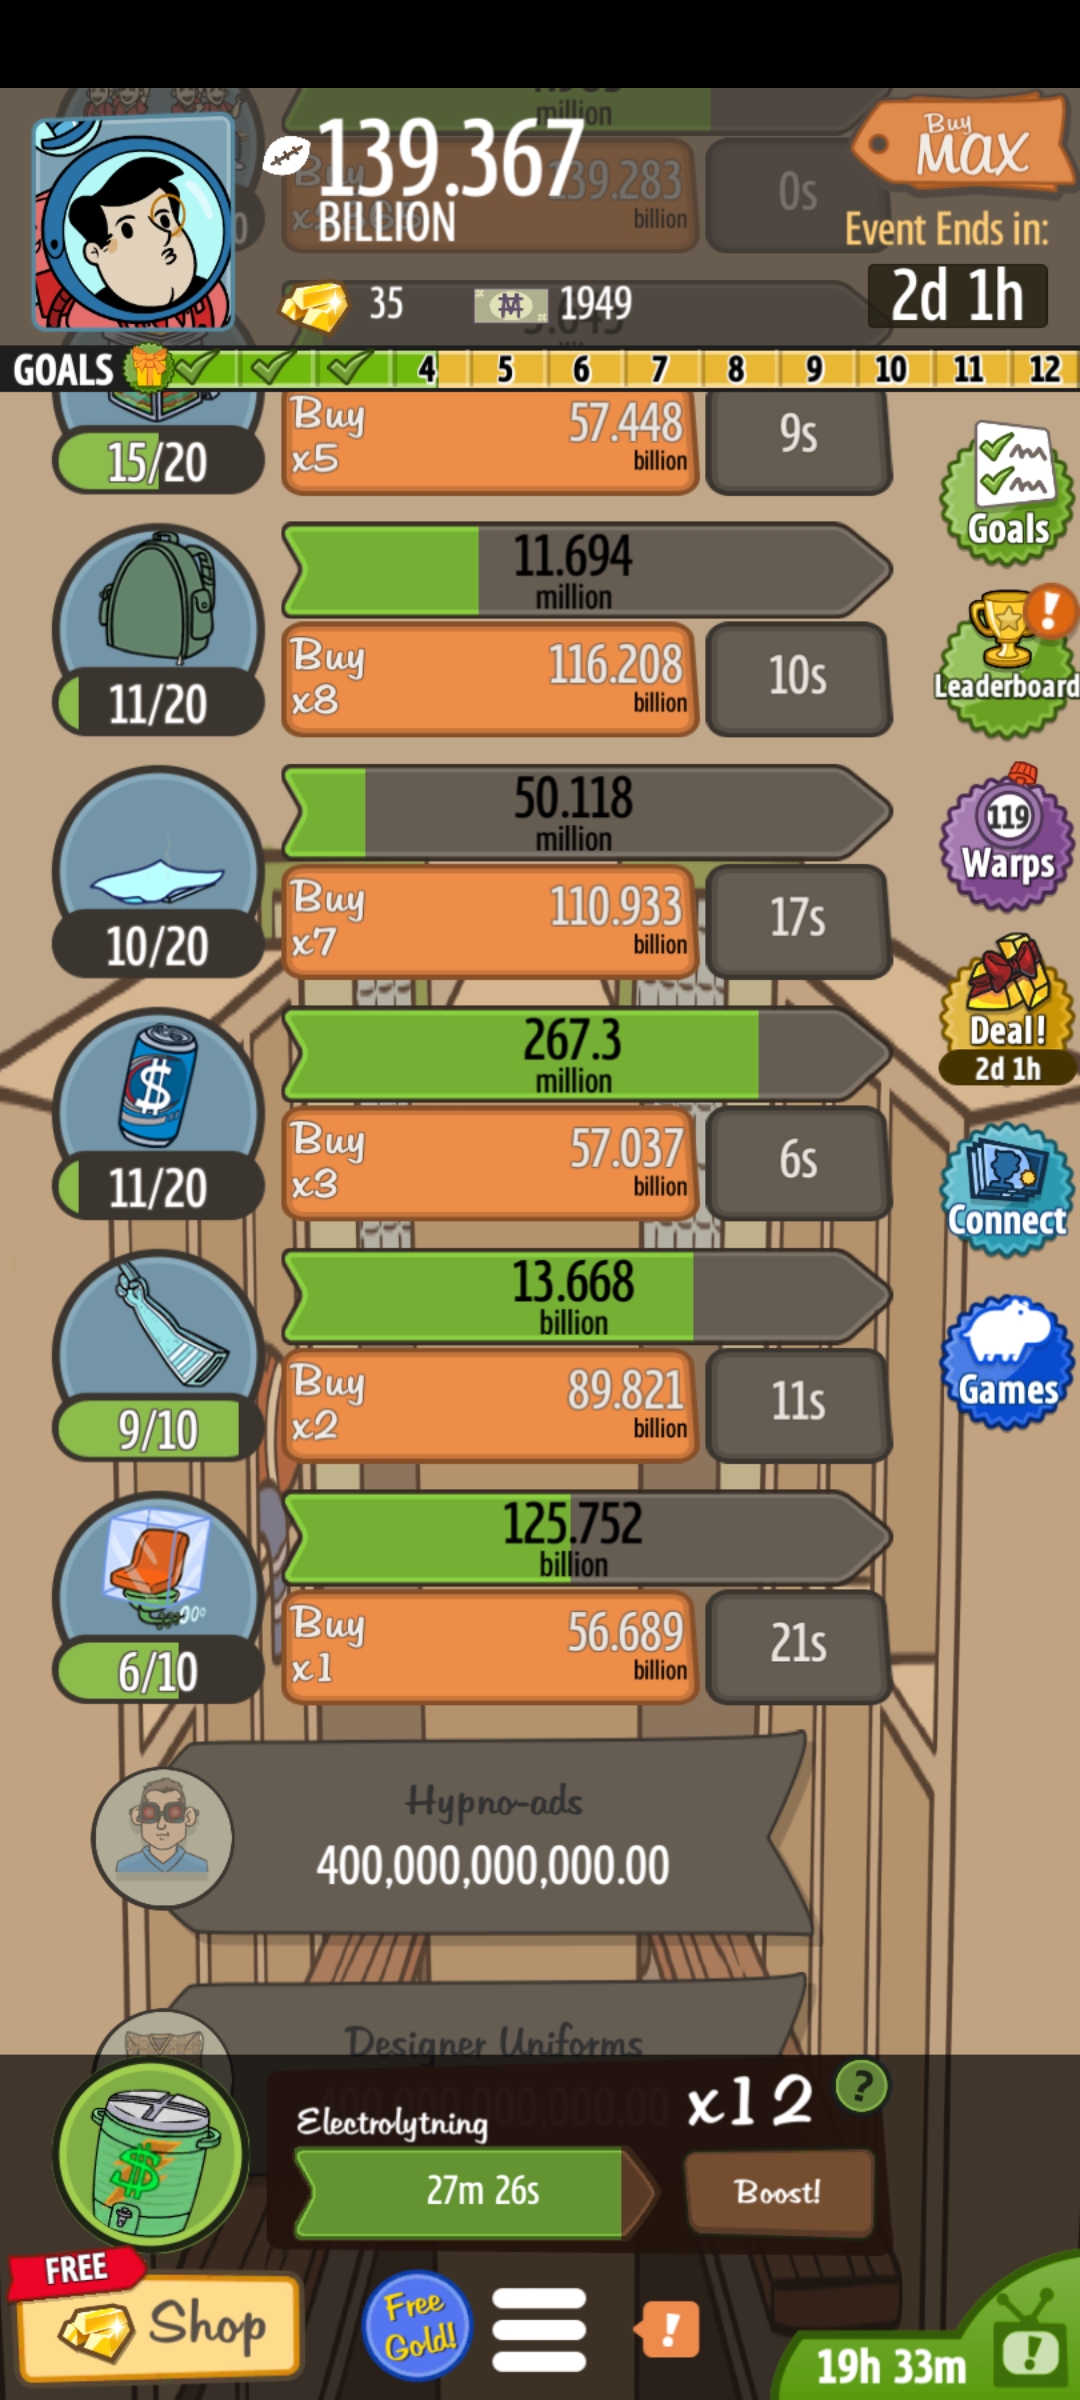 million
139.367
BILLION
139.283
billion
0s
Buy
MAX
Event Ends in:
2d 1h
35
1949
GOALS
4
5
6
7
8
9
10
11
12
Buy
x5
57.448
billion
9s
15/20
Goals
11.694
million
Buy
x8
116.208
billion
10s
11/20
!
Leaderboard
50.118
million
Buy
x7
110.933
billion
17s
10/20
119
Warps
267.3
million
Buy
x3
57.037
billion
6s
11/20
Deal!
2d 1h
13.668
billion
Buy
x2
89.821
billion
11s
9/10
Connect
Games
125.752
billion
Buy
x1
56.689
billion
21s
6/10
Hypno-ads
400,000,000,000.00
Designer Uniforms
Electrolytning
x12
?
27m 26s
Boost!
FREE
Shop
Free
Gold!
!
19h 33m
!